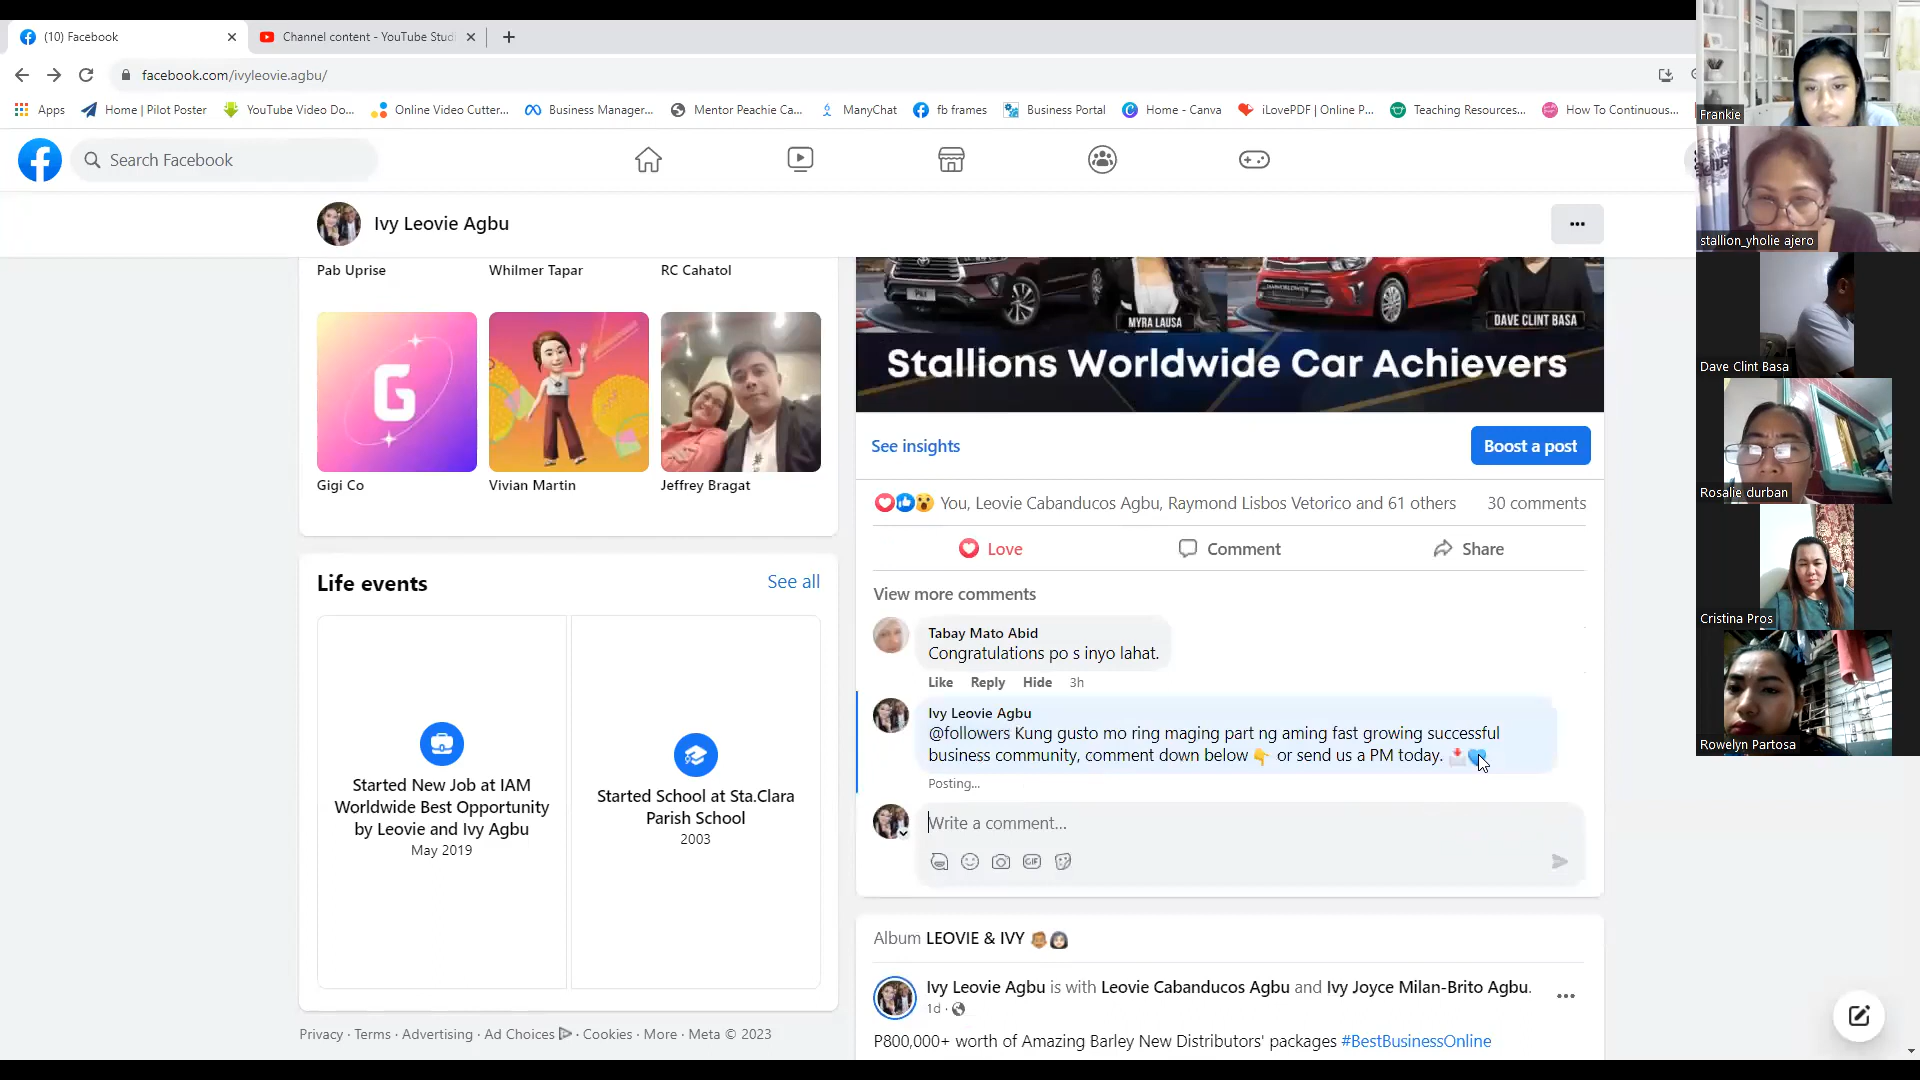 (10) Facebook
Channel content - YouTube Studi
facebook.com/ivyleovie.agbu/
Apps
Home | Pilot Poster
YouTube Video Do...
Online Video Cutter...
Business Manager...
Mentor Peachie Ca...
ManyChat
fb frames
Business Portal
Home - Canva
iLovePDF | Online P...
Teaching Resources...
How To Continuous...
Search Facebook
Ivy Leovie Agbu
Pab Uprise
Whilmer Tapar
RC Cahatol
G
Gigi Co
Vivian Martin
Jeffrey Bragat
Life events
See all
Started New Job at IAM
Worldwide Best Opportunity
by Leovie and Ivy Agbu
May 2019
Started School at Sta.Clara
Parish School
2003
Privacy · Terms · Advertising · Ad Choices · Cookies · More · Meta © 2023
MYRA LAUSA
DAVE CLINT BASA
Stallions Worldwide Car Achievers
See insights
Boost a post
You, Leovie Cabanducos Agbu, Raymond Lisbos Vetorico and 61 others
30 comments
Love
Comment
Share
View more comments
Tabay Mato Abid
Congratulations po s inyo lahat.
Like Reply Hide 3h
Ivy Leovie Agbu
@followers Kung gusto mo ring maging part ng aming fast growing successful
business community, comment down below 👇 or send us a PM today. 📩💙
Posting...
Write a comment...
GIF
Album LEOVIE & IVY 👨🏽👩🏻
Ivy Leovie Agbu is with Leovie Cabanducos Agbu and Ivy Joyce Milan-Brito Agbu.
1d ·
P800,000+ worth of Amazing Barley New Distributors' packages #BestBusinessOnline
Frankie
stallion_yholie ajero
Dave Clint Basa
Rosalie durban
Cristina Pros
Rowelyn Partosa